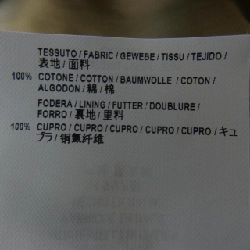 TESSUTO / FABRIC / GEWEBE / TISSU / TEJIDO /
表地 / 面料
100% COTONE / COTTON / BAUMWOLLE / COTON /
ALGODON / 綿 / 棉
FODERA / LINING / FUTTER / DOUBLURE /
FORRO / 裏地 / 里料
100% CUPRO / CUPRO / CUPRO / CUPRO / CUPRO / キュ
プラ / 铜氨纤维